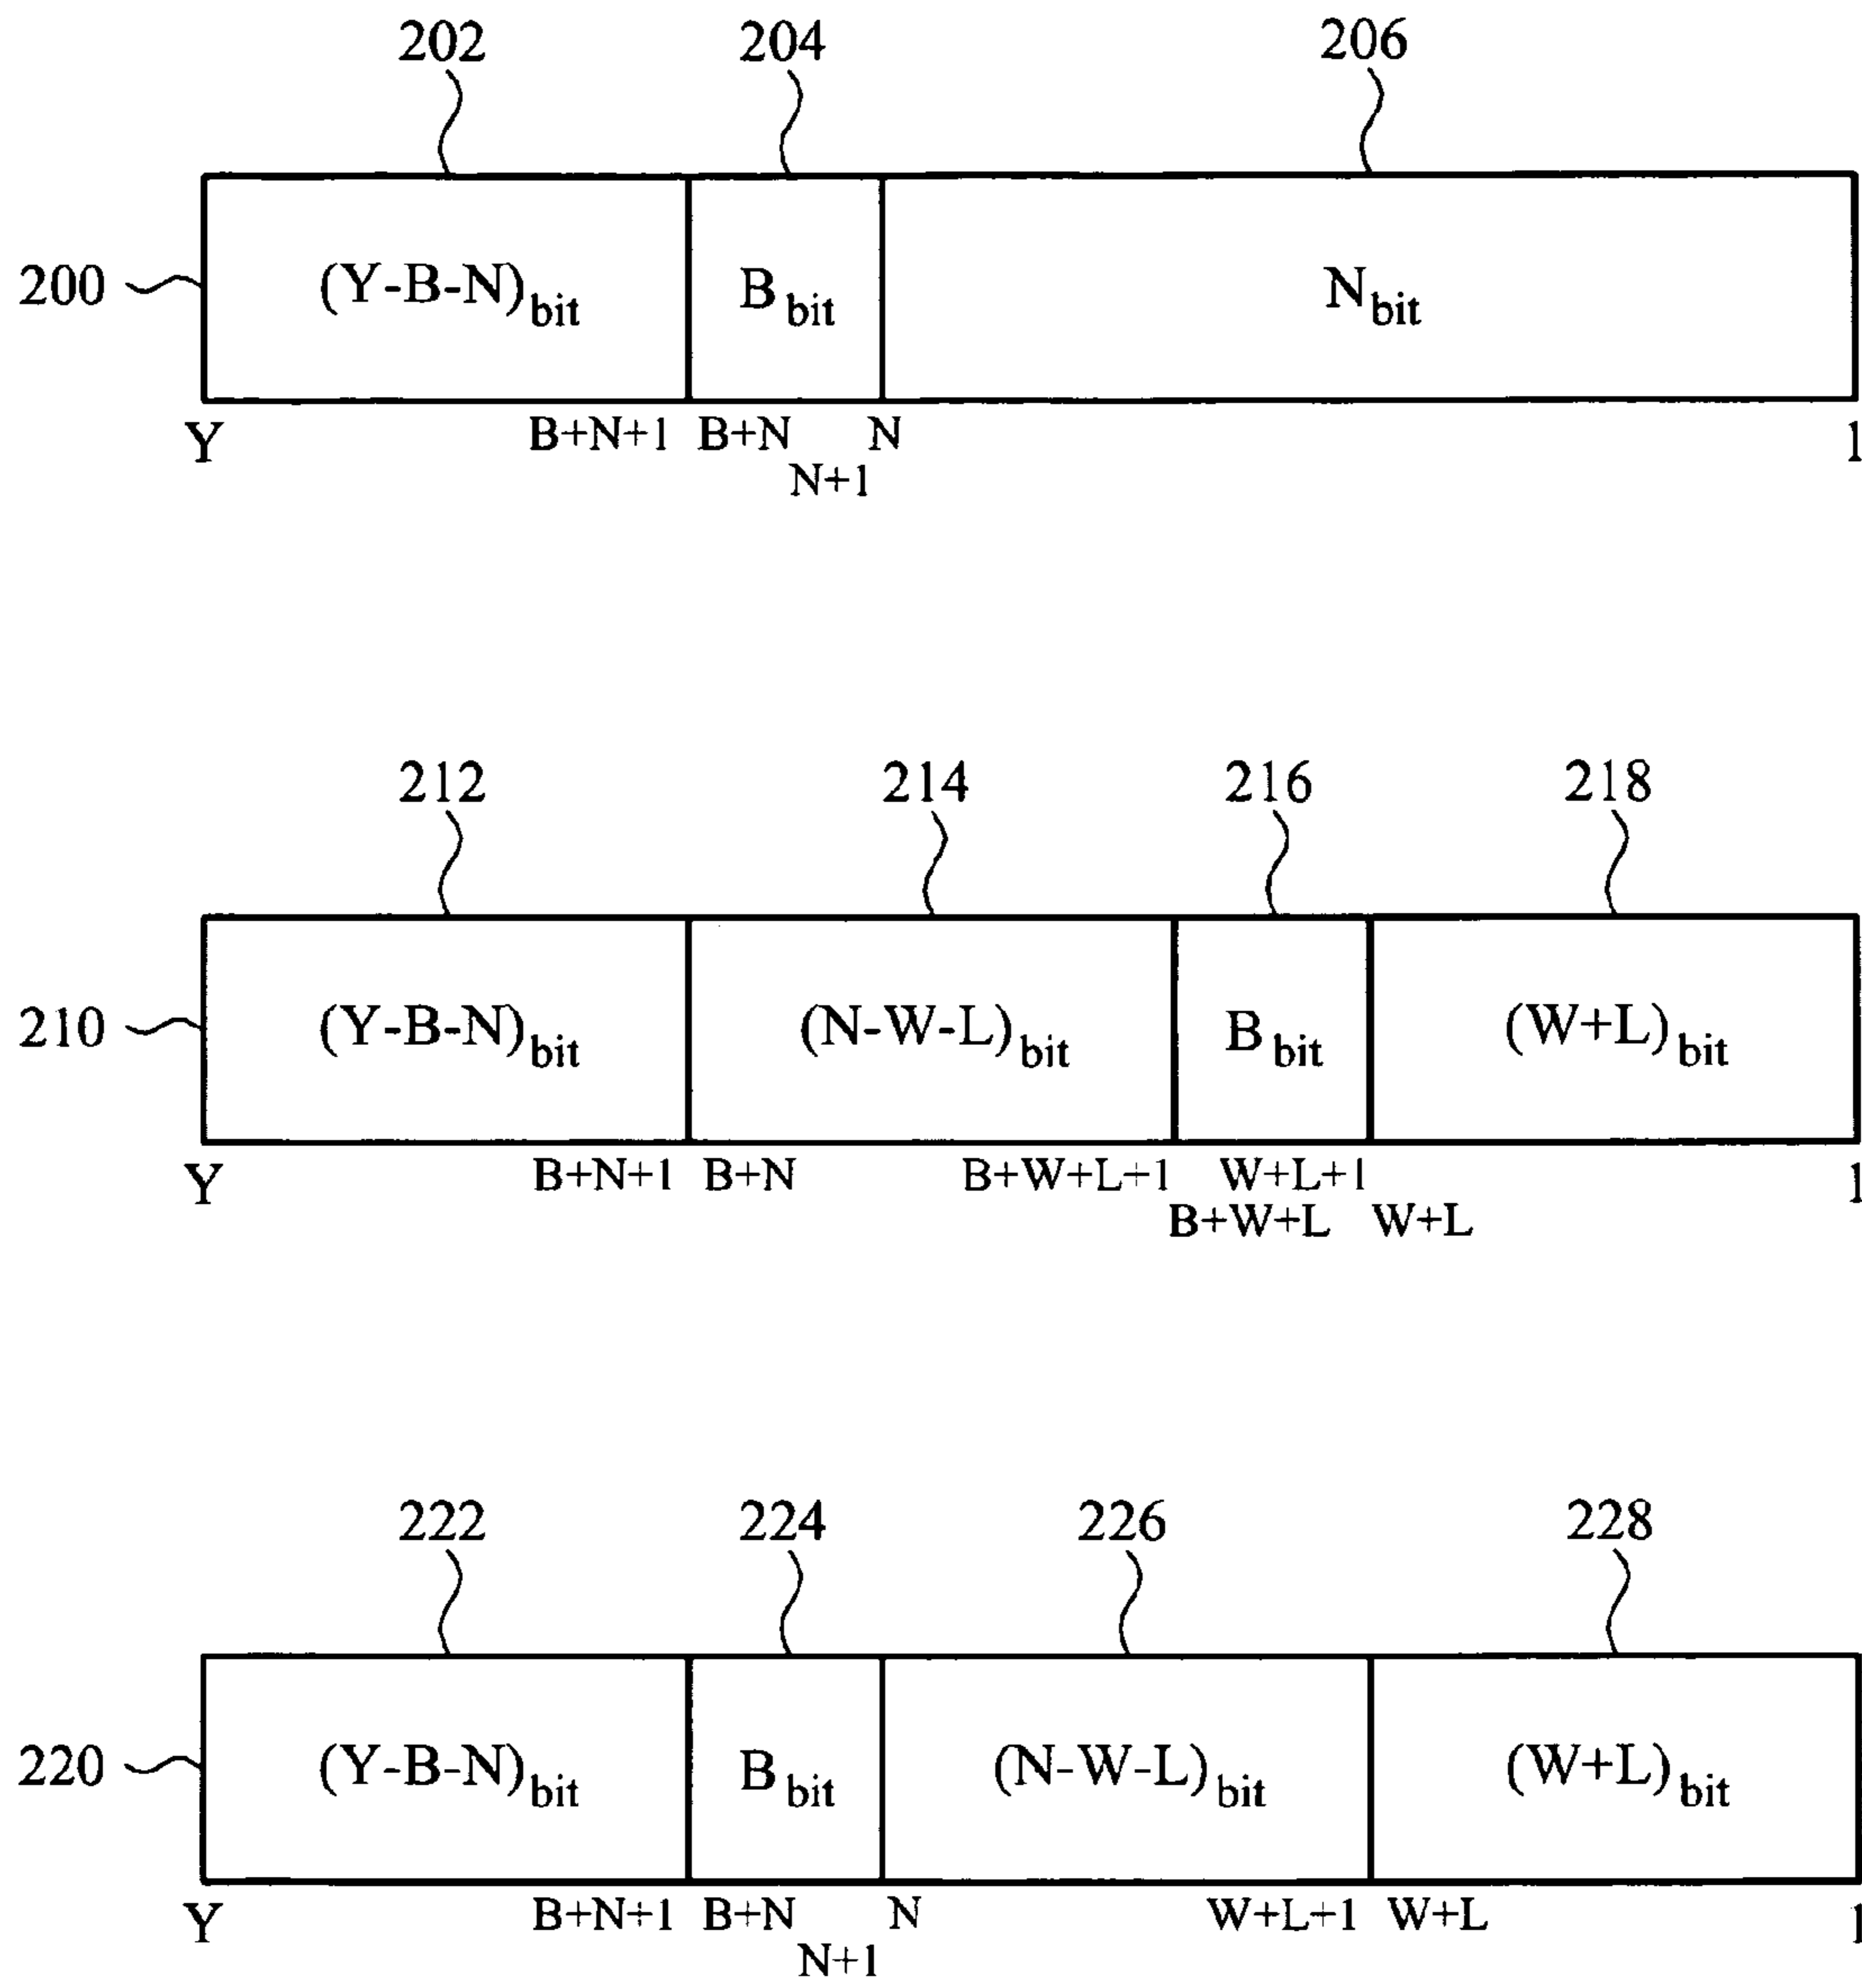 202 204 206
200 (Y-B-N)bit Bbit Nbit
Y B+N+1 B+N N 1
N+1
212 214 216 218
210 (Y-B-N)bit (N-W-L)bit Bbit (W+L)bit
Y B+N+1 B+N B+W+L+1 W+L+1 1
B+W+L W+L
222 224 226 228
220 (Y-B-N)bit Bbit (N-W-L)bit (W+L)bit
Y B+N+1 B+N N W+L+1 W+L 1
N+1